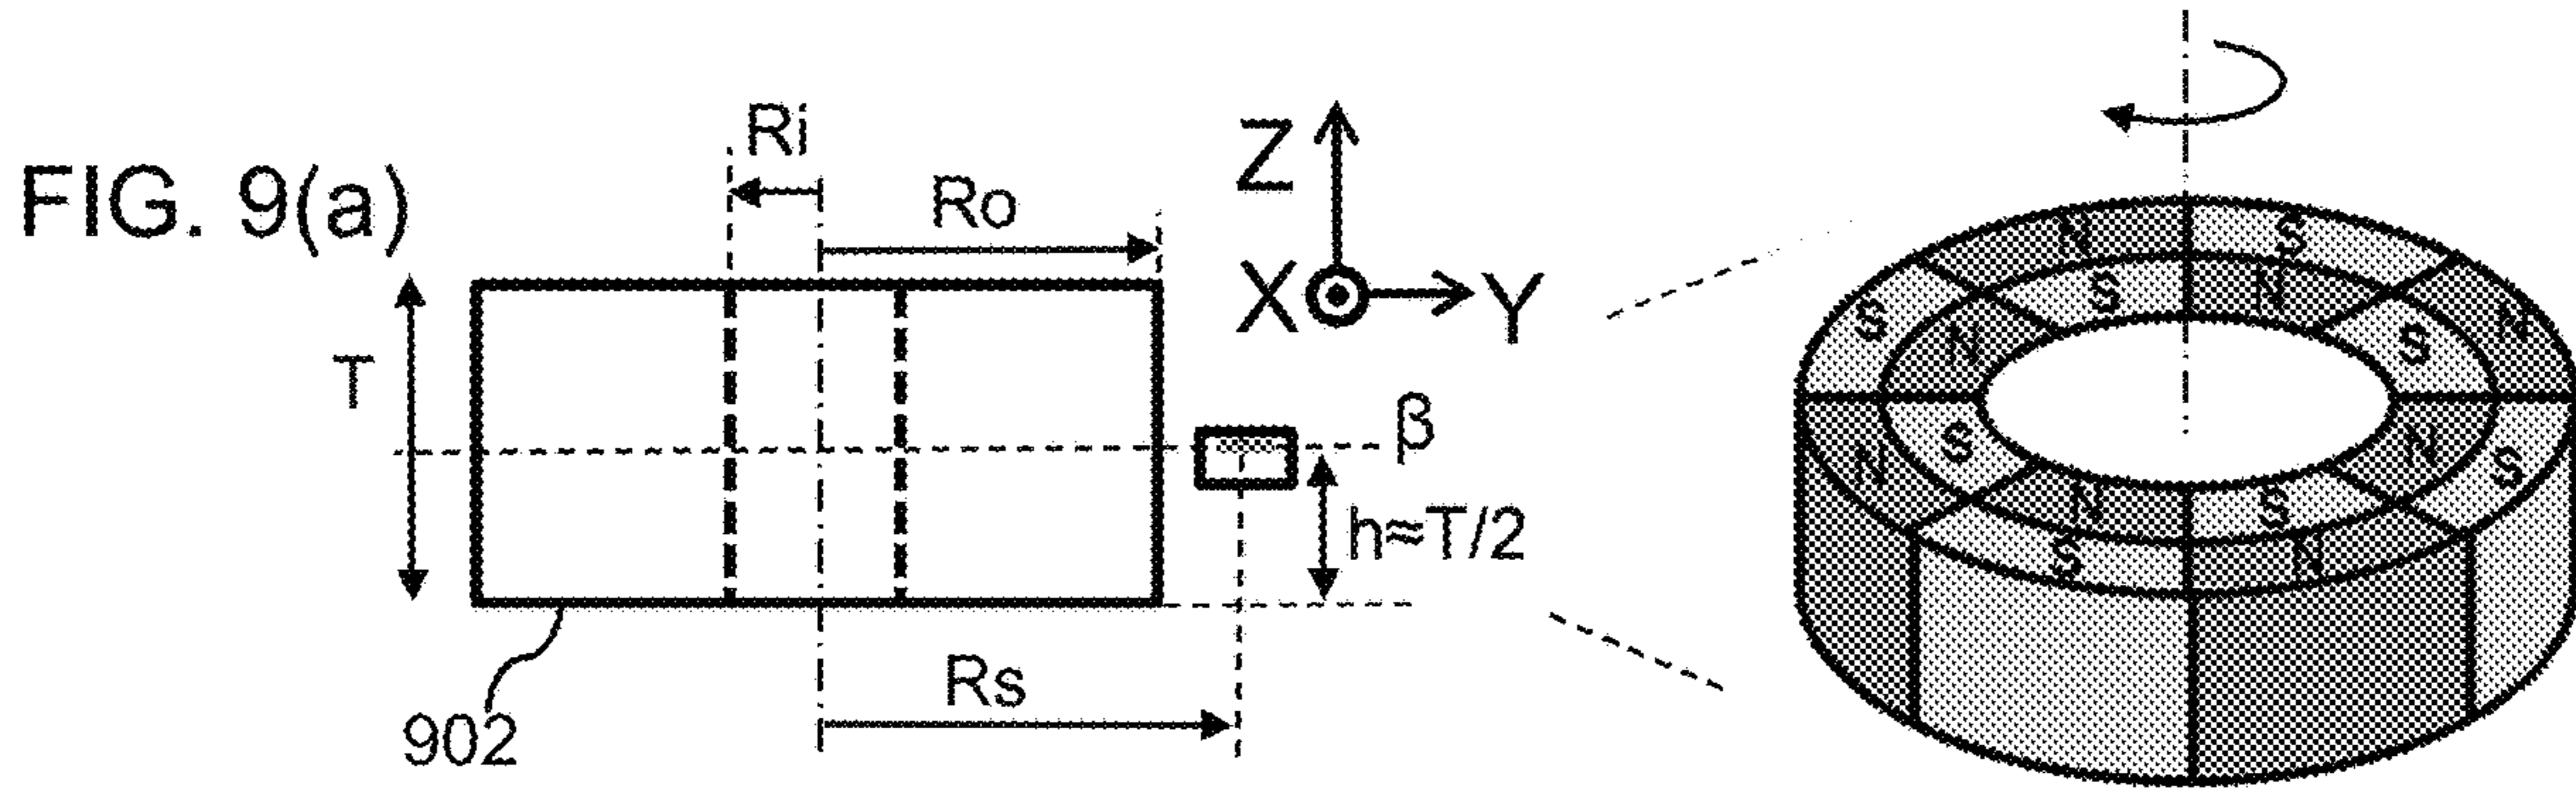 FIG. 9(a)
Ri
Ro
Z
X
Y
T
β
h≈T/2
Rs
902
N S
S N
S N S N
N S S N
N S
S N